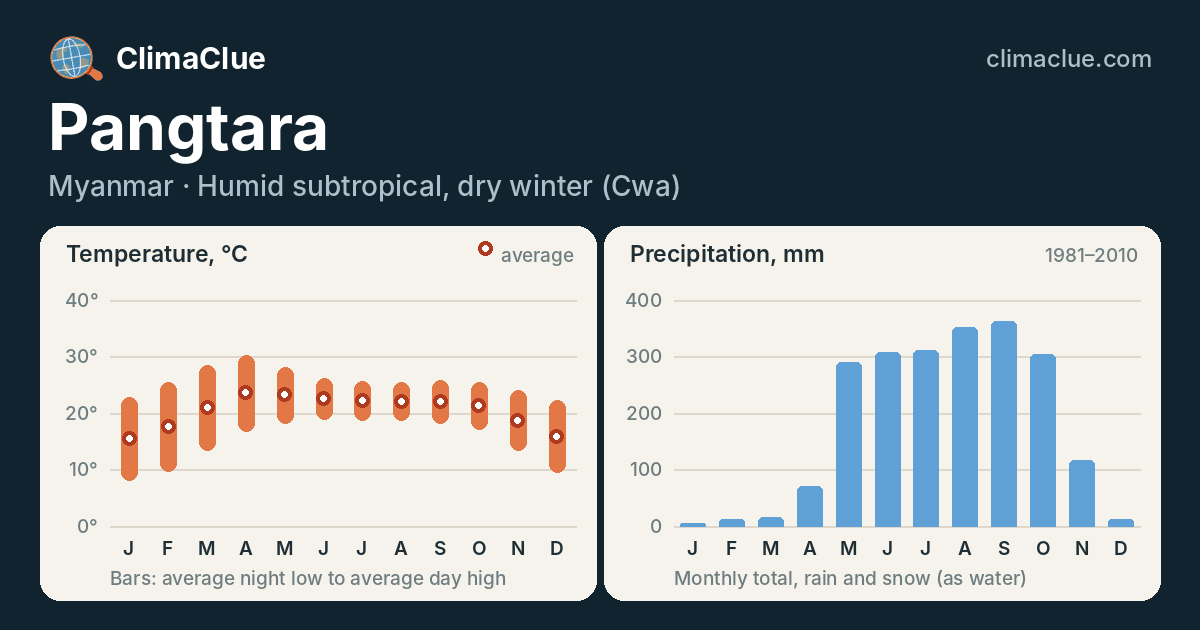 ClimaClue
climaclue.com
Pangtara
Myanmar · Humid subtropical, dry winter (Cwa)
Temperature, °C
average
40°
30°
20°
10°
0°
J F M A M J J A S O N D
Bars: average night low to average day high
Precipitation, mm
1981–2010
400
300
200
100
0
J F M A M J J A S O N D
Monthly total, rain and snow (as water)